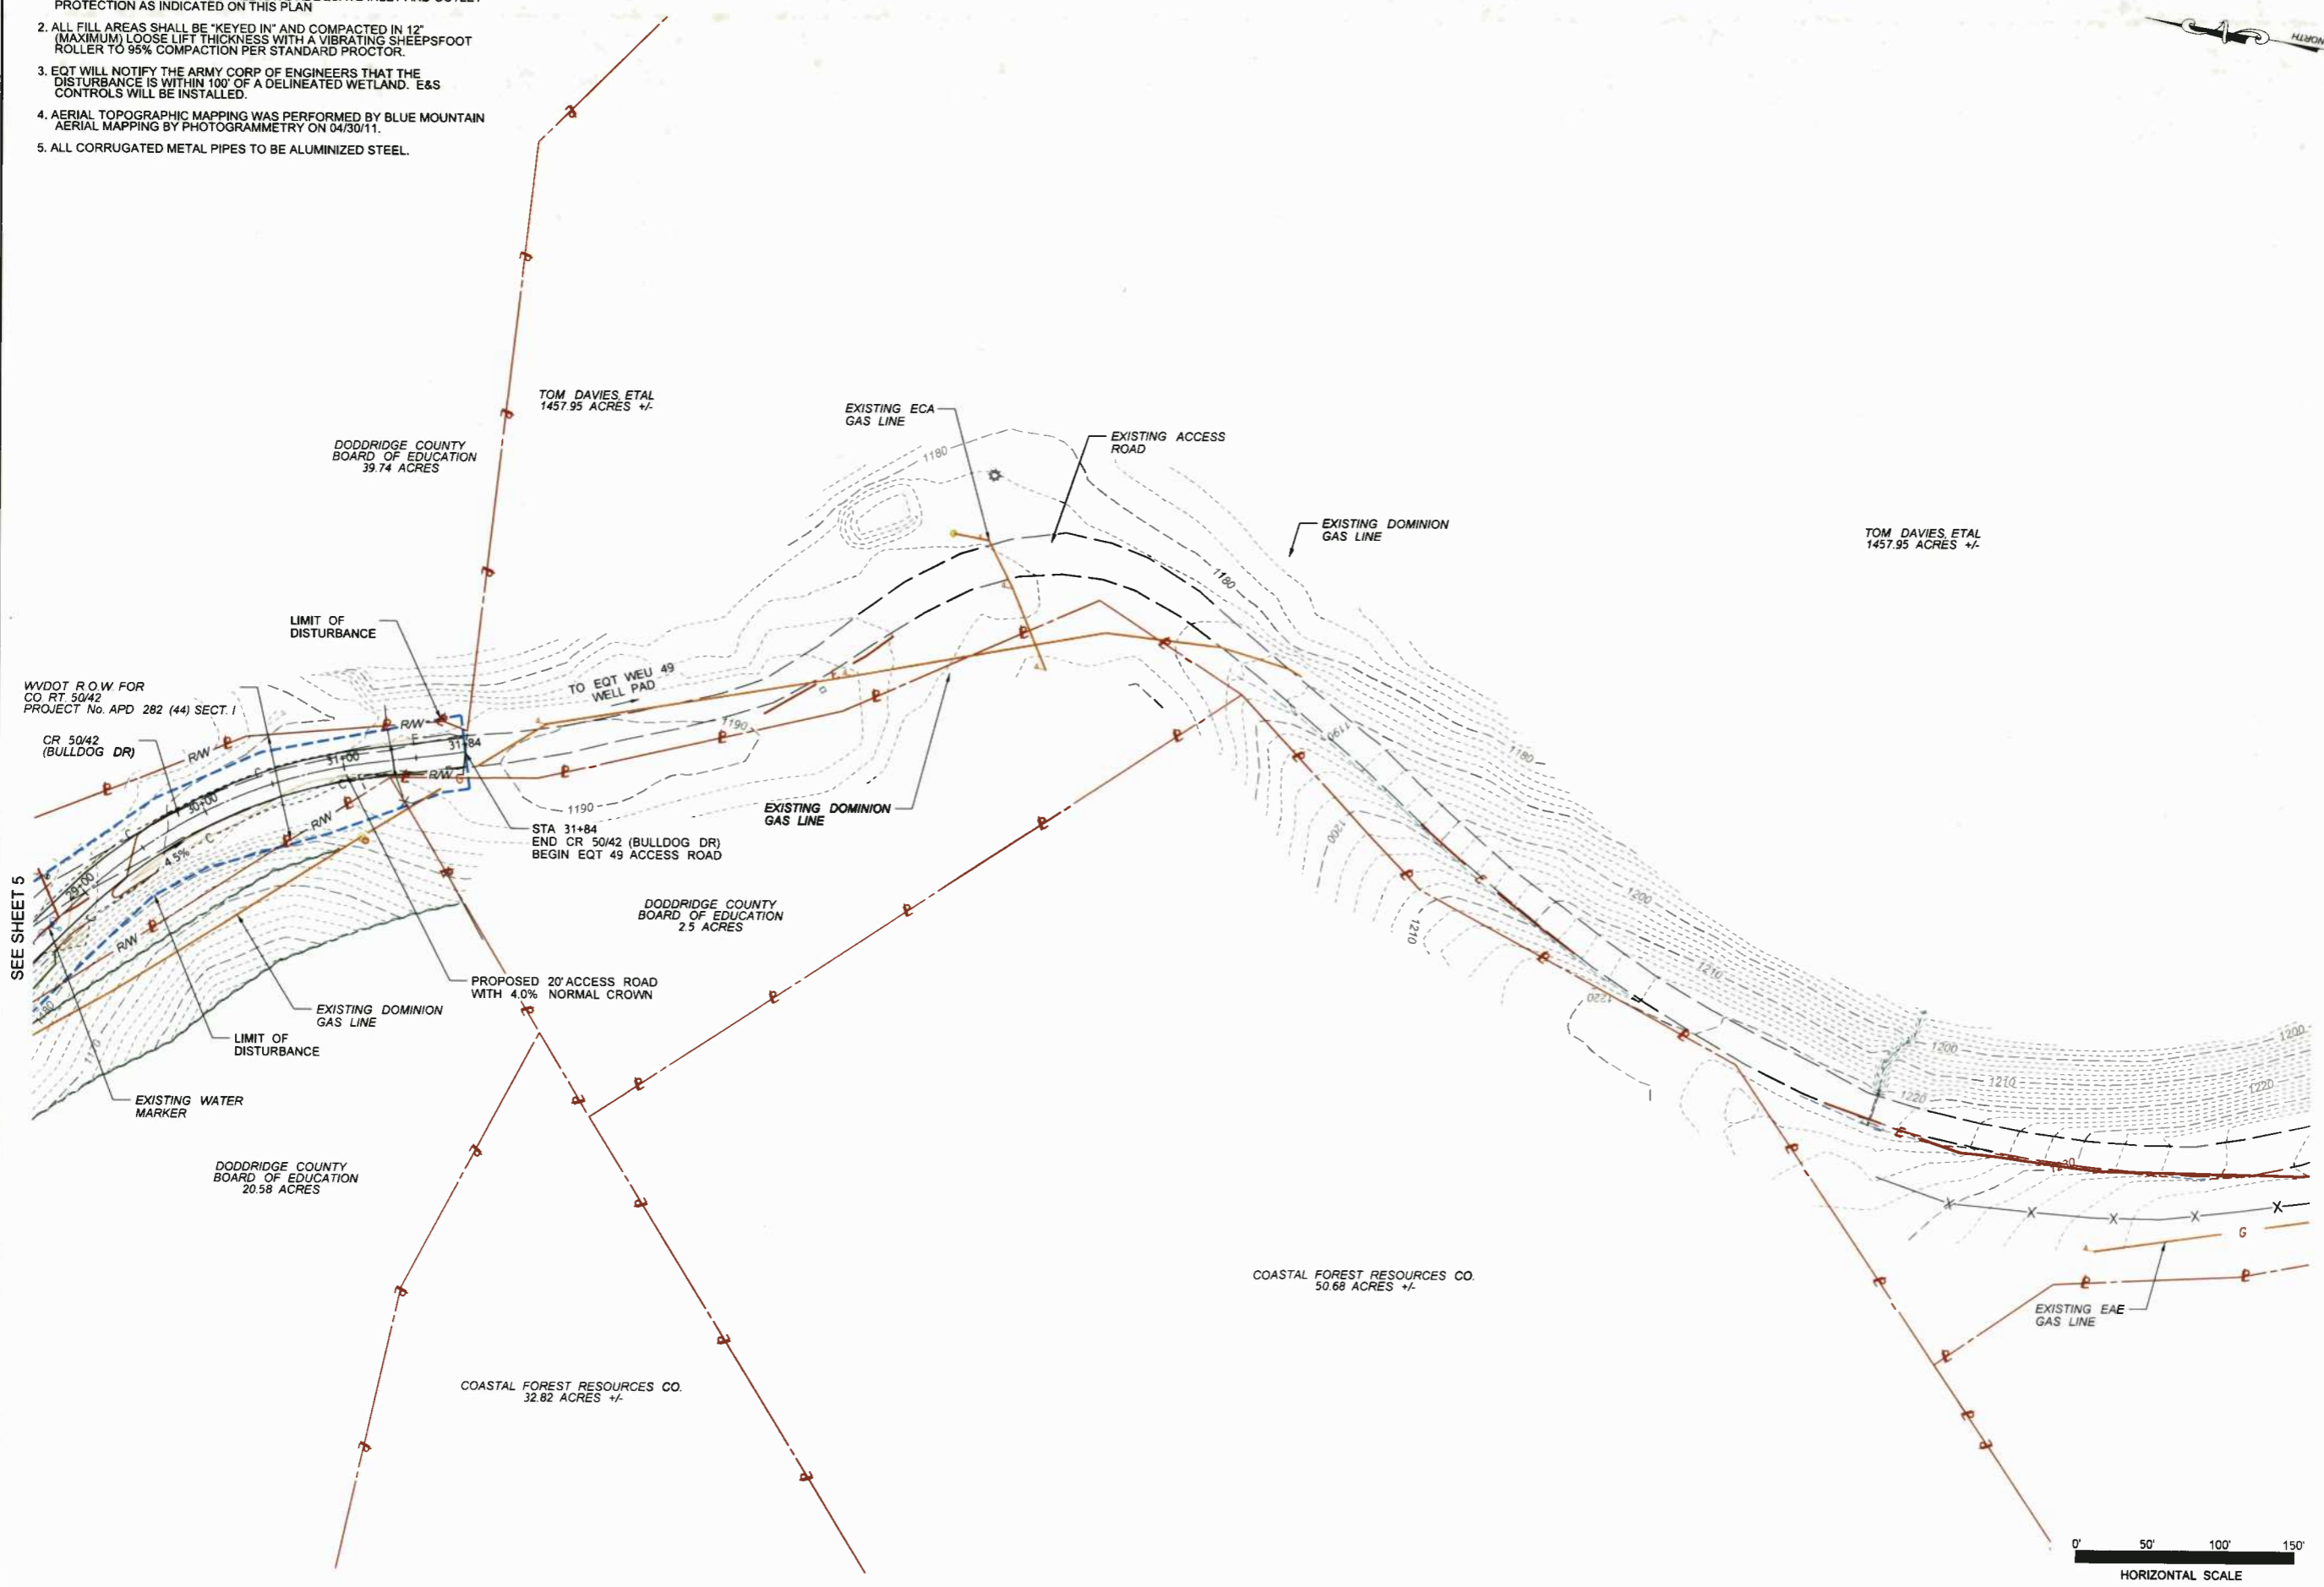 PROTECTION AS INDICATED ON THIS PLAN
2. ALL FILL AREAS SHALL BE "KEYED IN" AND COMPACTED IN 12"
(MAXIMUM) LOOSE LIFT THICKNESS WITH A VIBRATING SHEEPSFOOT
ROLLER TO 95% COMPACTION PER STANDARD PROCTOR.
3. EQT WILL NOTIFY THE ARMY CORP OF ENGINEERS THAT THE
DISTURBANCE IS WITHIN 100' OF A DELINEATED WETLAND. E&S
CONTROLS WILL BE INSTALLED.
4. AERIAL TOPOGRAPHIC MAPPING WAS PERFORMED BY BLUE MOUNTAIN
AERIAL MAPPING BY PHOTOGRAMMETRY ON 04/30/11.
5. ALL CORRUGATED METAL PIPES TO BE ALUMINIZED STEEL.
NORTH
TOM DAVIES, ETAL
1457.95 ACRES +/-
DODDRIDGE COUNTY
BOARD OF EDUCATION
39.74 ACRES
EXISTING ECA
GAS LINE
EXISTING ACCESS
ROAD
1180
EXISTING DOMINION
GAS LINE
TOM DAVIES, ETAL
1457.95 ACRES +/-
1180
LIMIT OF
DISTURBANCE
TO EQT WEU 49
WELL PAD
WVDOT R.O.W. FOR
CO. RT. 50/42
PROJECT No. APD 282 (44) SECT. I
CR 50/42
(BULLDOG DR)
R/W
R/W
R/W
R/W
R/W
31+84
31+00
30+00
29+00
4.5%
1190
1190
1190
1180
EXISTING DOMINION
GAS LINE
STA 31+84
END CR 50/42 (BULLDOG DR)
BEGIN EQT 49 ACCESS ROAD
1200
1200
1210
1210
1220
SEE SHEET 5
DODDRIDGE COUNTY
BOARD OF EDUCATION
2.5 ACRES
PROPOSED 20' ACCESS ROAD
WITH 4.0% NORMAL CROWN
EXISTING DOMINION
GAS LINE
LIMIT OF
DISTURBANCE
1180
EXISTING WATER
MARKER
1200
1210
1220
1200
1220
1230
DODDRIDGE COUNTY
BOARD OF EDUCATION
20.58 ACRES
COASTAL FOREST RESOURCES CO.
50.68 ACRES +/-
G
EXISTING EAE
GAS LINE
COASTAL FOREST RESOURCES CO.
32.82 ACRES +/-
0' 50' 100' 150'
HORIZONTAL SCALE